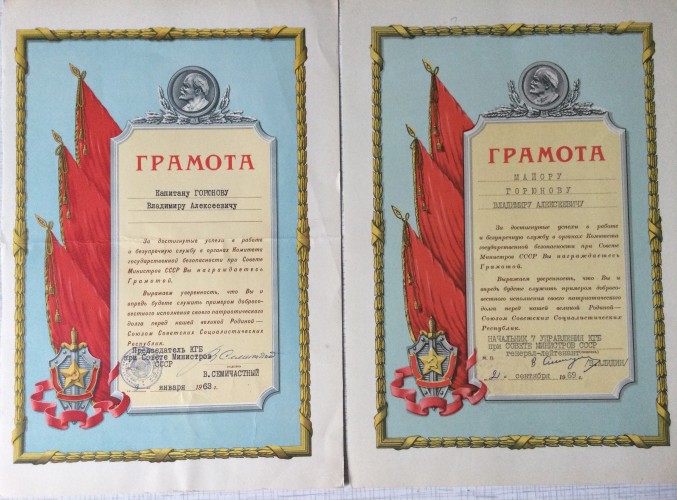 ГРАМОТА
Капитану ГОРЮНОВУ
Владимиру Алексеевичу
За достигнутые успехи в работе
и безупречную службу в органах Комитета
государственной безопасности при Совете
Министров СССР Вы награждаетесь
Грамотой.
Выражаем уверенность, что Вы и
впредь будете служить примером добросо-
вестного исполнения своего патриотического
долга перед нашей великой Родиной—
Союзом Советских Социалистических
Республик.
Председатель КГБ
при Совете Министров
СССР
В. СЕМИЧАСТНЫЙ
января 1963 г.
ГРАМОТА
МАЙОРУ
ГОРЮНОВУ
ВЛАДИМИРУ АЛЕКСЕЕВИЧУ
За достигнутые успехи в работе
и безупречную службу в органах Комитета
государственной безопасности при Совете
Министров СССР Вы награждаетесь
Грамотой.
Выражаем уверенность, что Вы и
впредь будете служить примером добросо-
вестного исполнения своего патриотического
долга перед нашей великой Родиной—
Союзом Советских Социалистических
Республик.
НАЧАЛЬНИК 7 УПРАВЛЕНИЯ КГБ
при СОВЕТЕ МИНИСТРОВ СССР
генерал-лейтенант
сентября 1969 г.